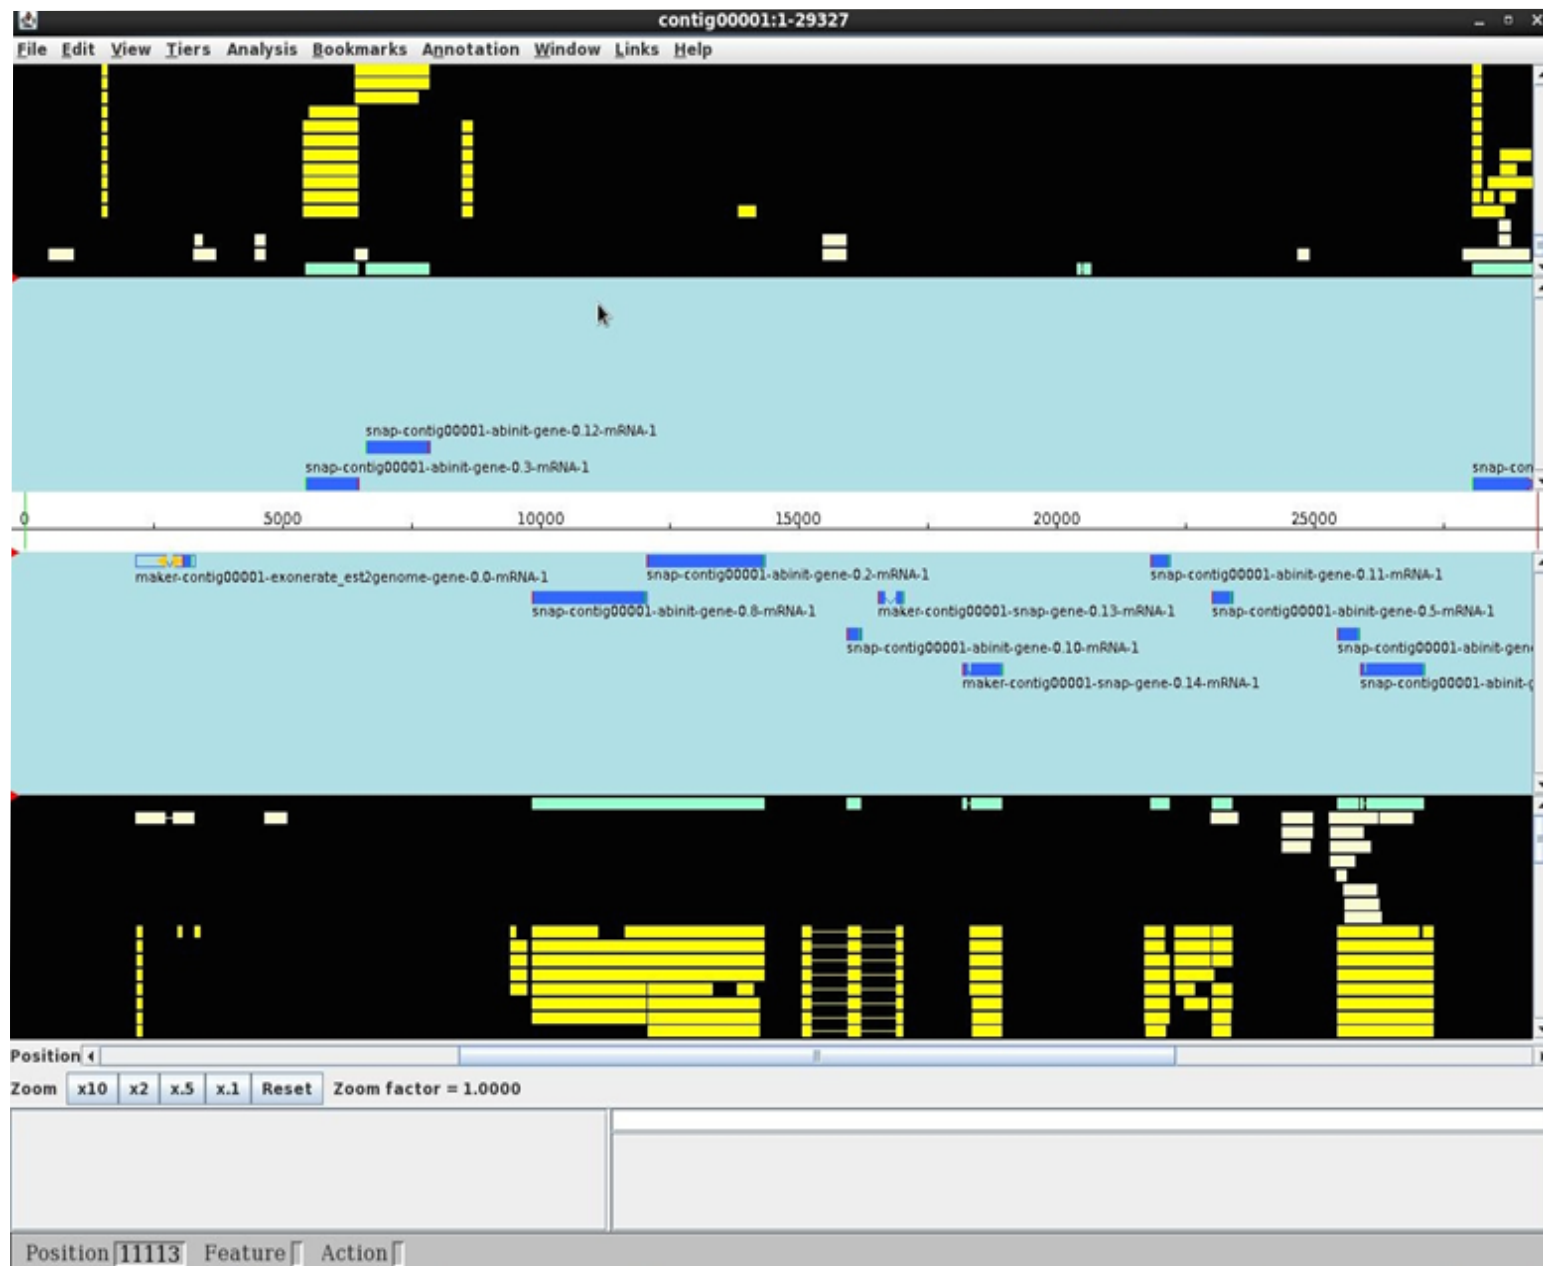 contig00001:1-29327
File Edit View Tiers Analysis Bookmarks Annotation Window Links Help
snap-contig00001-abinit-gene-0.12-mRNA-1
snap-contig00001-abinit-gene-0.3-mRNA-1
snap-con
0 5000 10000 15000 20000 25000
maker-contig00001-exonerate_est2genome-gene-0.0-mRNA-1
snap-contig00001-abinit-gene-0.2-mRNA-1
snap-contig00001-abinit-gene-0.11-mRNA-1
snap-contig00001-abinit-gene-0.8-mRNA-1
maker-contig00001-snap-gene-0.13-mRNA-1
snap-contig00001-abinit-gene-0.5-mRNA-1
snap-contig00001-abinit-gene-0.10-mRNA-1
snap-contig00001-abinit-gen
maker-contig00001-snap-gene-0.14-mRNA-1
snap-contig00001-abinit-g
Position
Zoom x10 x2 x.5 x.1 Reset Zoom factor = 1.0000
Position 11113 Feature Action